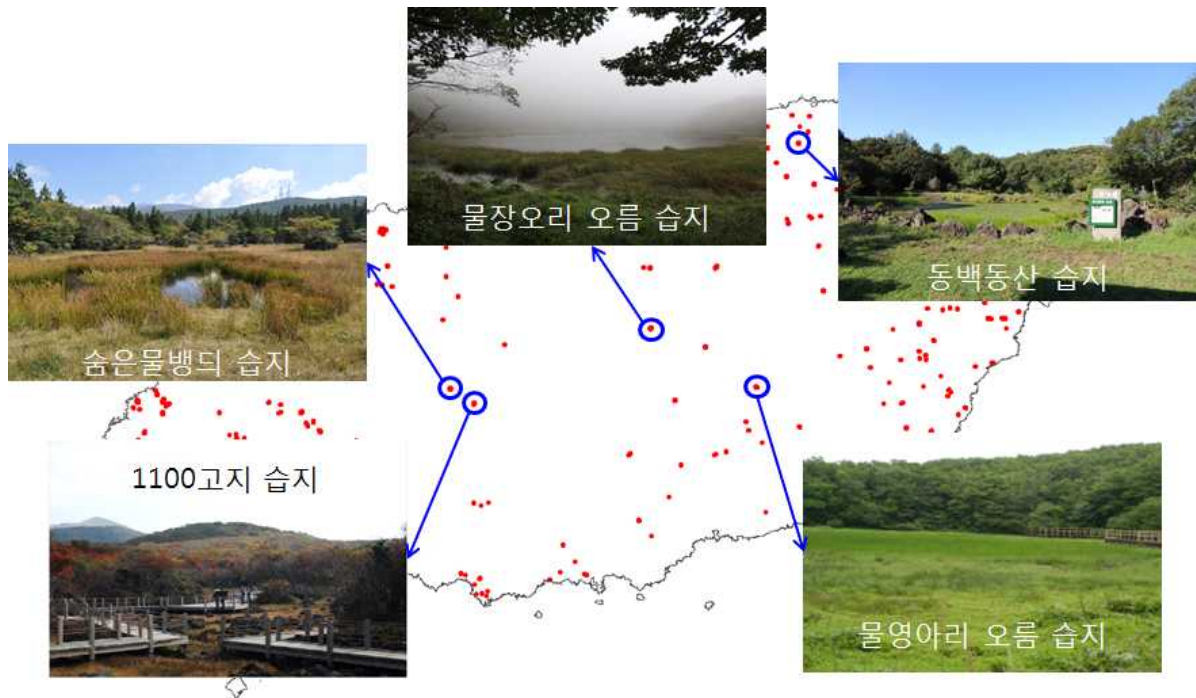 물장오리 오름 습지
동백동산 습지
숨은물뱅듸 습지
1100고지 습지
물영아리 오름 습지